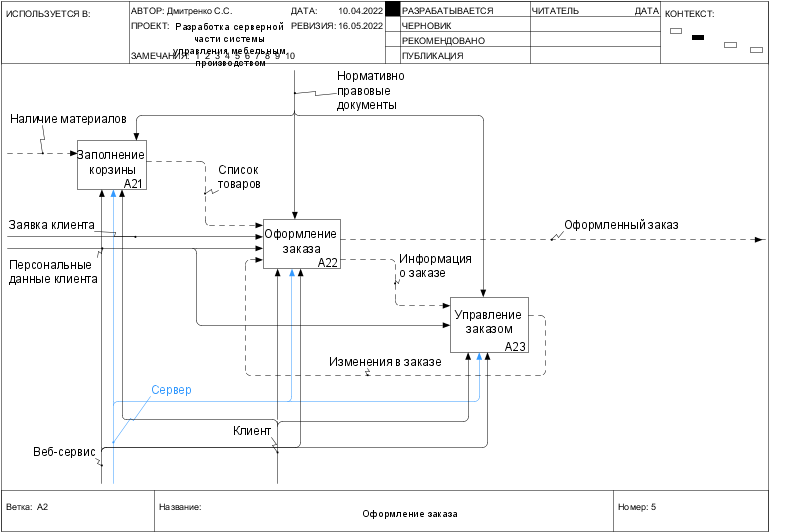 ИСПОЛЬЗУЕТСЯ В:
АВТОР: Дмитренко С.С.
ДАТА: 10.04.2022
РАЗРАБАТЫВАЕТСЯ
ЧИТАТЕЛЬ
ДАТА
КОНТЕКСТ:
ПРОЕКТ: Разработка серверной
части системы
управления мебельным
производством
РЕВИЗИЯ: 16.05.2022
ЧЕРНОВИК
РЕКОМЕНДОВАНО
ЗАМЕЧАНИЯ: 1 2 3 4 5 6 7 8 9 10
ПУБЛИКАЦИЯ
Нормативно
правовые
документы
Наличие материалов
Заполнение
корзины
A21
Список
товаров
Заявка клиента
Оформление
заказа
A22
Оформленный заказ
Персональные
данные клиента
Информация
о заказе
Управление
заказом
A23
Изменения в заказе
Сервер
Клиент
Веб-сервис
Ветка: A2
Название:
Оформление заказа
Номер: 5